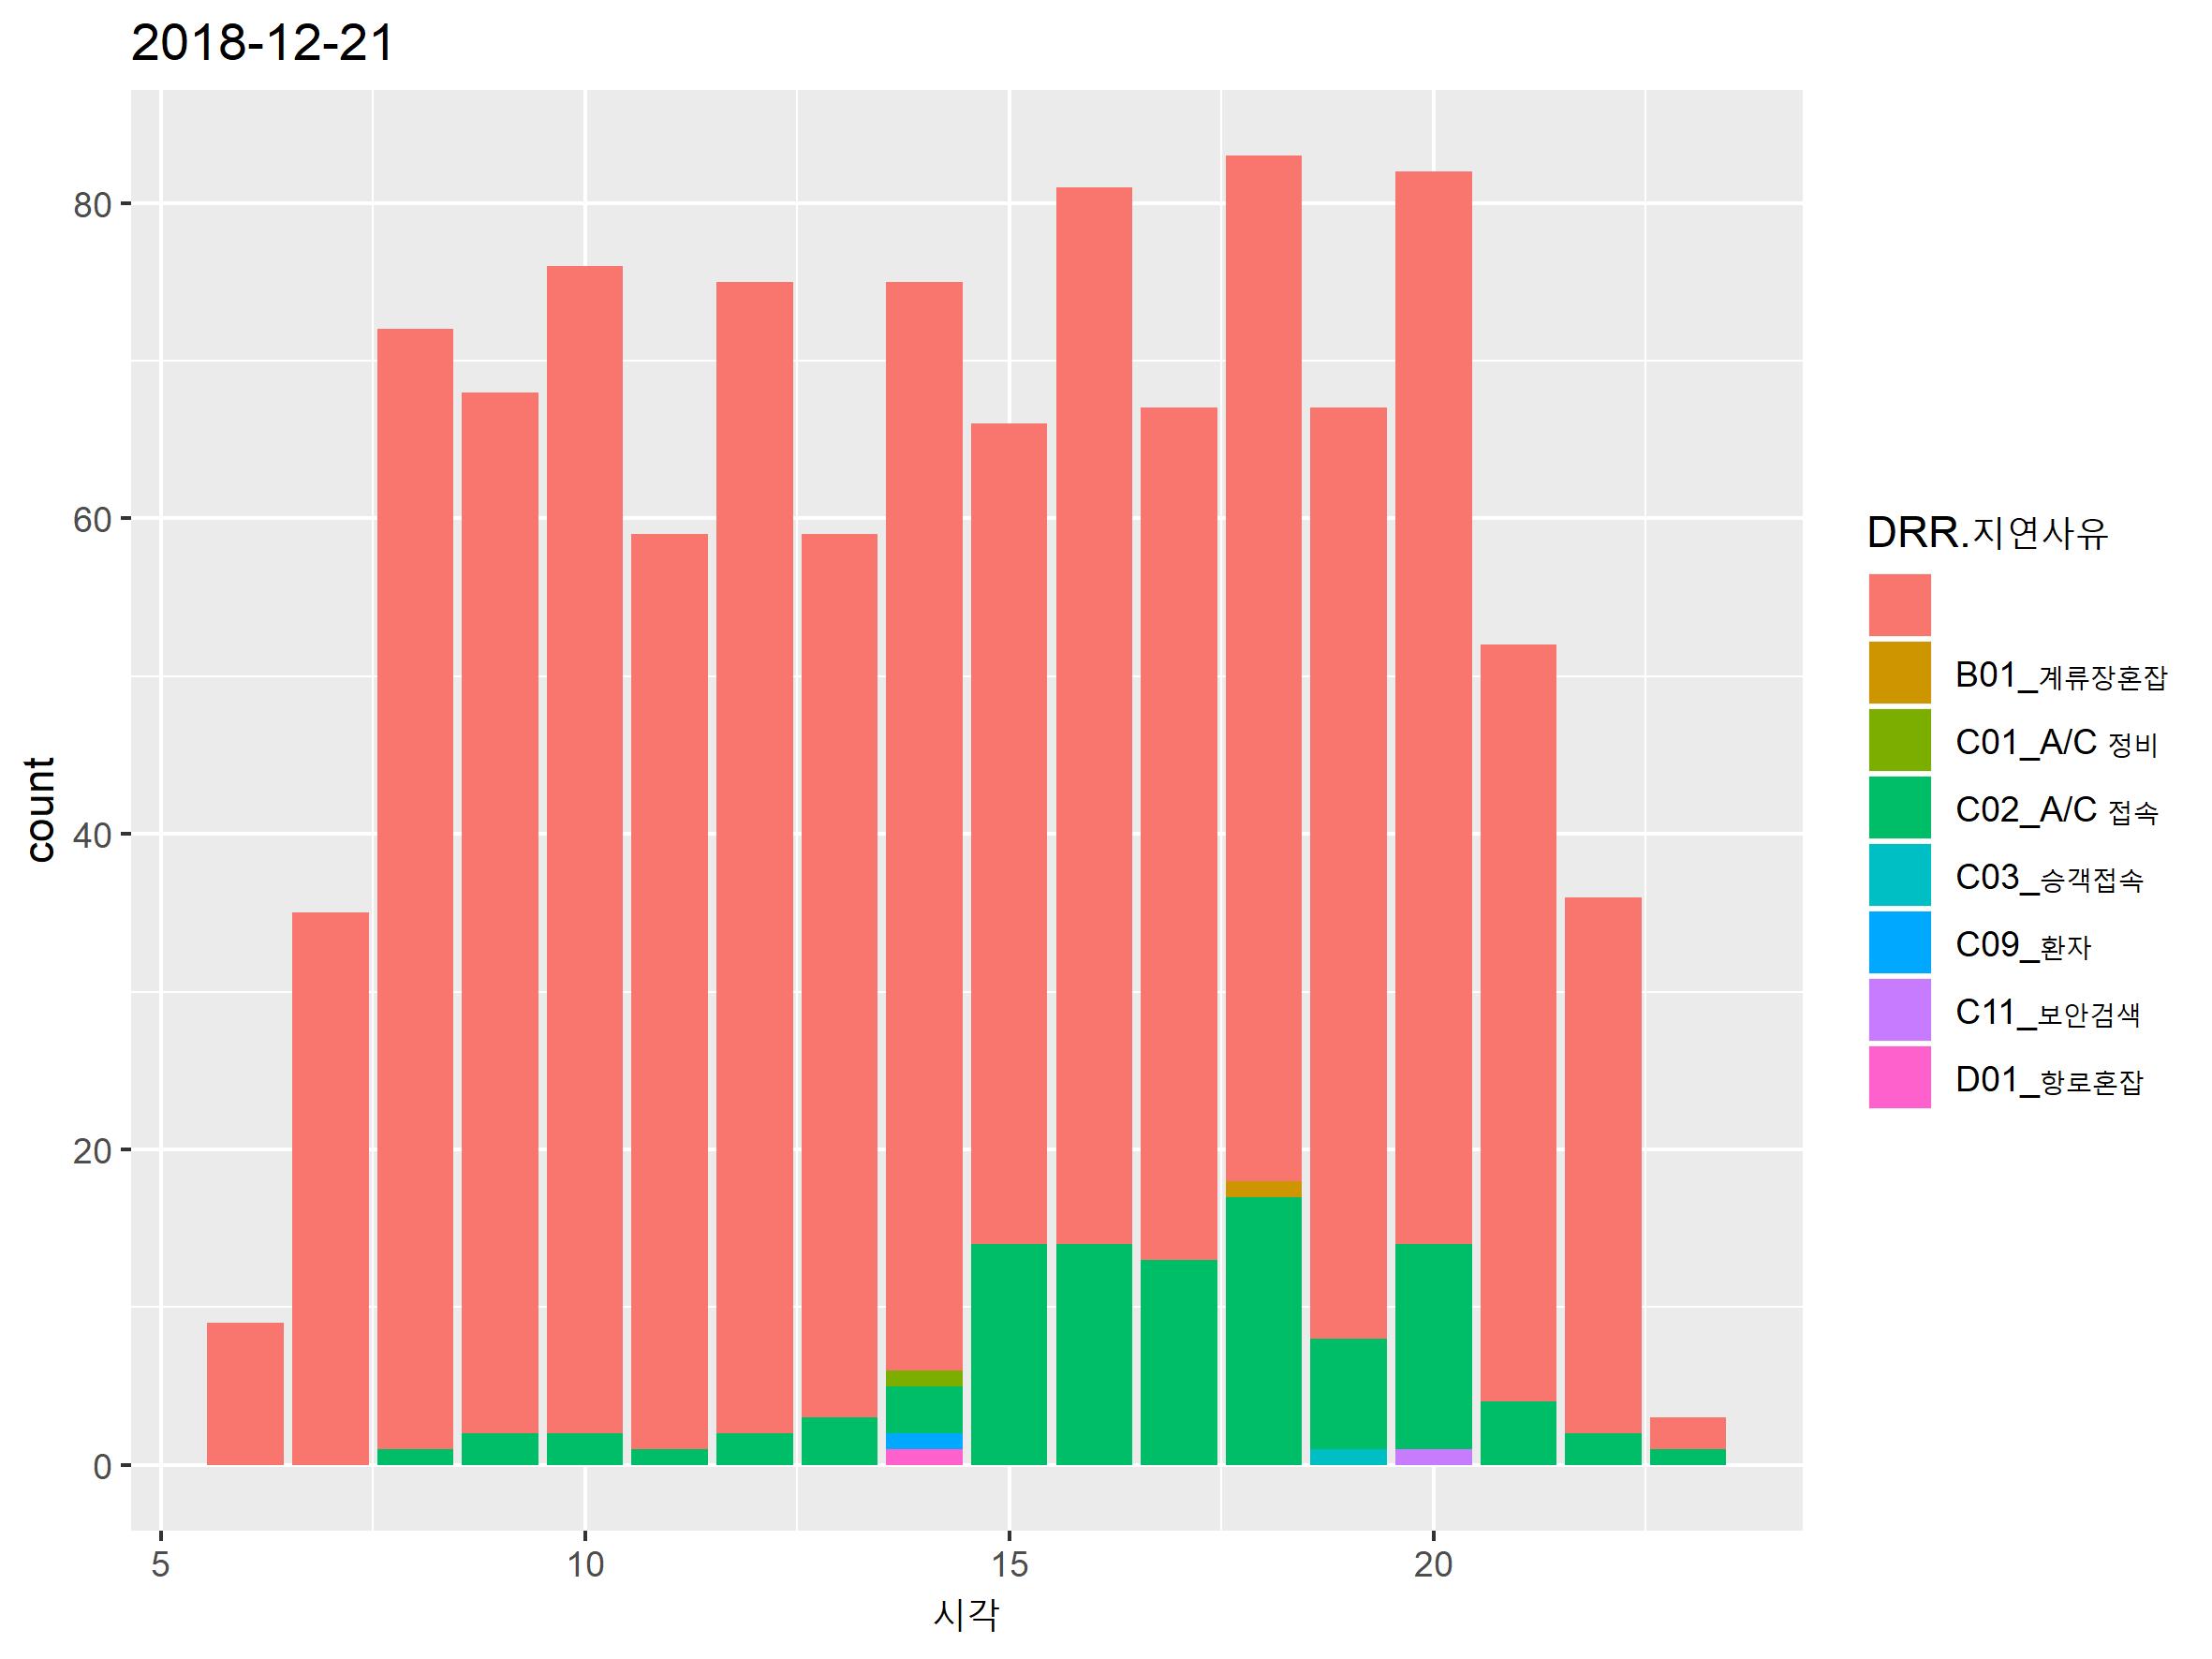 2018-12-21
80
60
40
20
0
count
5 10 15 20
시각
DRR.지연사유
B01_계류장혼잡
C01_A/C 정비
C02_A/C 접속
C03_승객접속
C09_환자
C11_보안검색
D01_항로혼잡